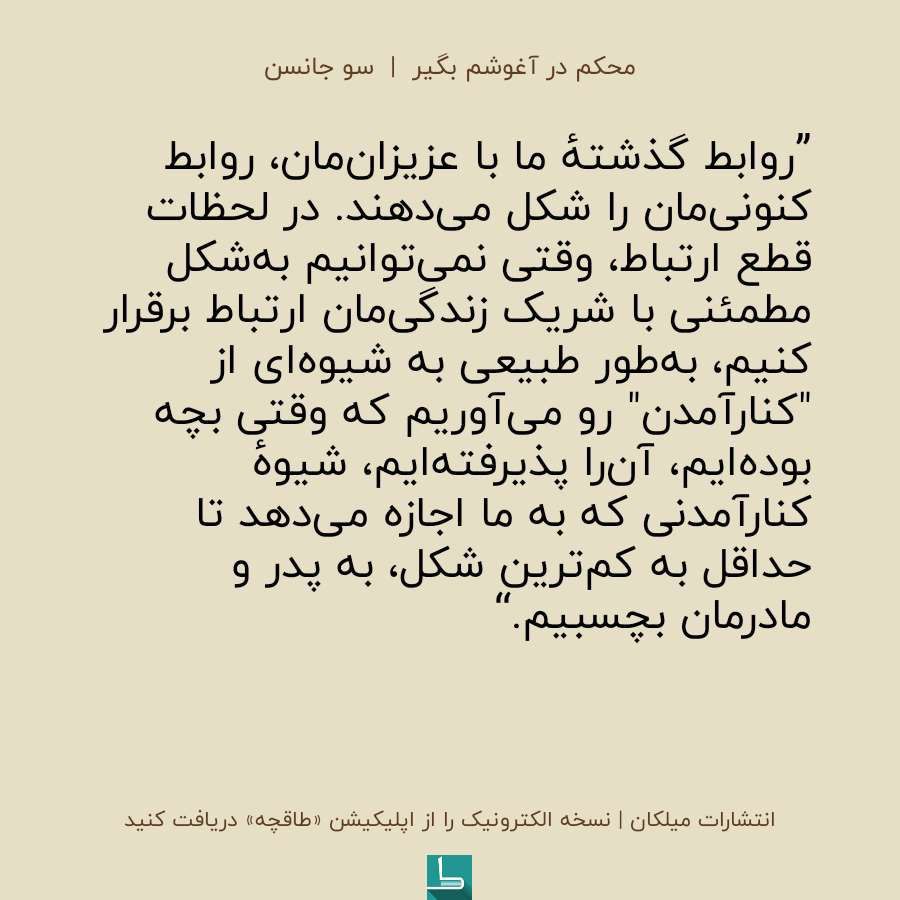 محکم در آغوشم بگیر | سو جانسن
”روابط گذشتهٔ ما با عزیزان‌مان، روابط
کنونی‌مان را شکل می‌دهند. در لحظات
قطع ارتباط، وقتی نمی‌توانیم به‌شکل
مطمئنی با شریک زندگی‌مان ارتباط برقرار
کنیم، به‌طور طبیعی به شیوه‌ای از
"کنارآمدن" رو می‌آوریم که وقتی بچه
بوده‌ایم، آن‌را پذیرفته‌ایم، شیوهٔ
کنارآمدنی که به ما اجازه می‌دهد تا
حداقل به کم‌ترین شکل، به پدر و
مادرمان بچسبیم.“
انتشارات میلکان | نسخه الکترونیک را از اپلیکیشن «طاقچه» دریافت کنید